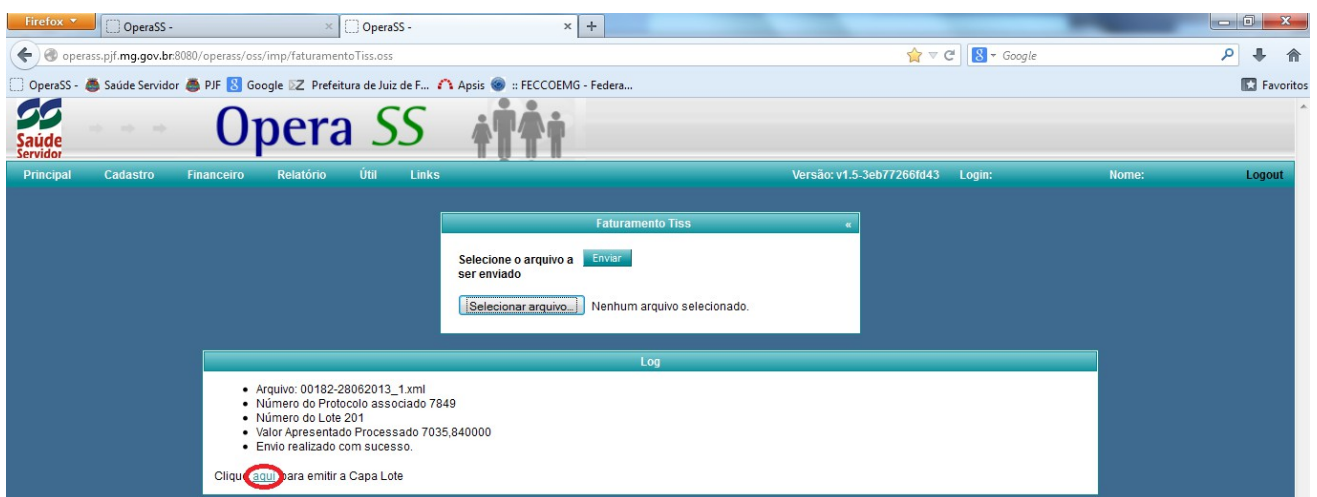 Firefox
OperaSS -
OperaSS -
operass.pjf.mg.gov.br:8080/operass/oss/imp/faturamentoTiss.oss
Google
OperaSS - Saúde Servidor PJF Google Prefeitura de Juiz de F... Apsis :: FECCOEMG - Federa... Favoritos
Saúde
Servidor
Opera SS
Principal Cadastro Financeiro Relatório Útil Links Versão: v1.5-3eb77266fd43 Login: Nome: Logout
Faturamento Tiss «
Selecione o arquivo a Enviar
ser enviado
Selecionar arquivo... Nenhum arquivo selecionado.
Log
• Arquivo: 00182-28062013_1.xml
• Número do Protocolo associado 7849
• Número do Lote 201
• Valor Apresentado Processado 7035,840000
• Envio realizado com sucesso.
Clique aqui para emitir a Capa Lote